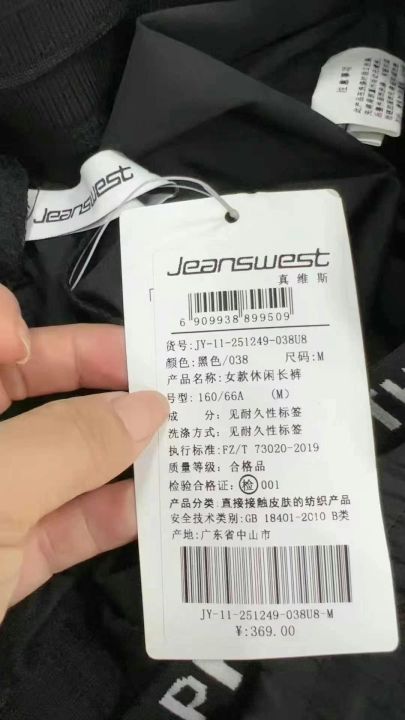 注意事项
Jeanswest
Jeanswest
真维斯
6 909938 899509
货号: JY-11-251249-038U8
颜色: 黑色/038 尺码: M
产品名称: 女款休闲长裤
号型: 160/66A (M)
成 分: 见耐久性标签
洗涤方式: 见耐久性标签
执行标准: FZ/T 73020-2019
质量等级: 合格品
检验合格证: 检 001
产品分类: 直接接触皮肤的纺织产品
安全技术类别: GB 18401-2010 B类
产地: 广东省中山市
JY-11-251249-038U8-M
¥:369.00